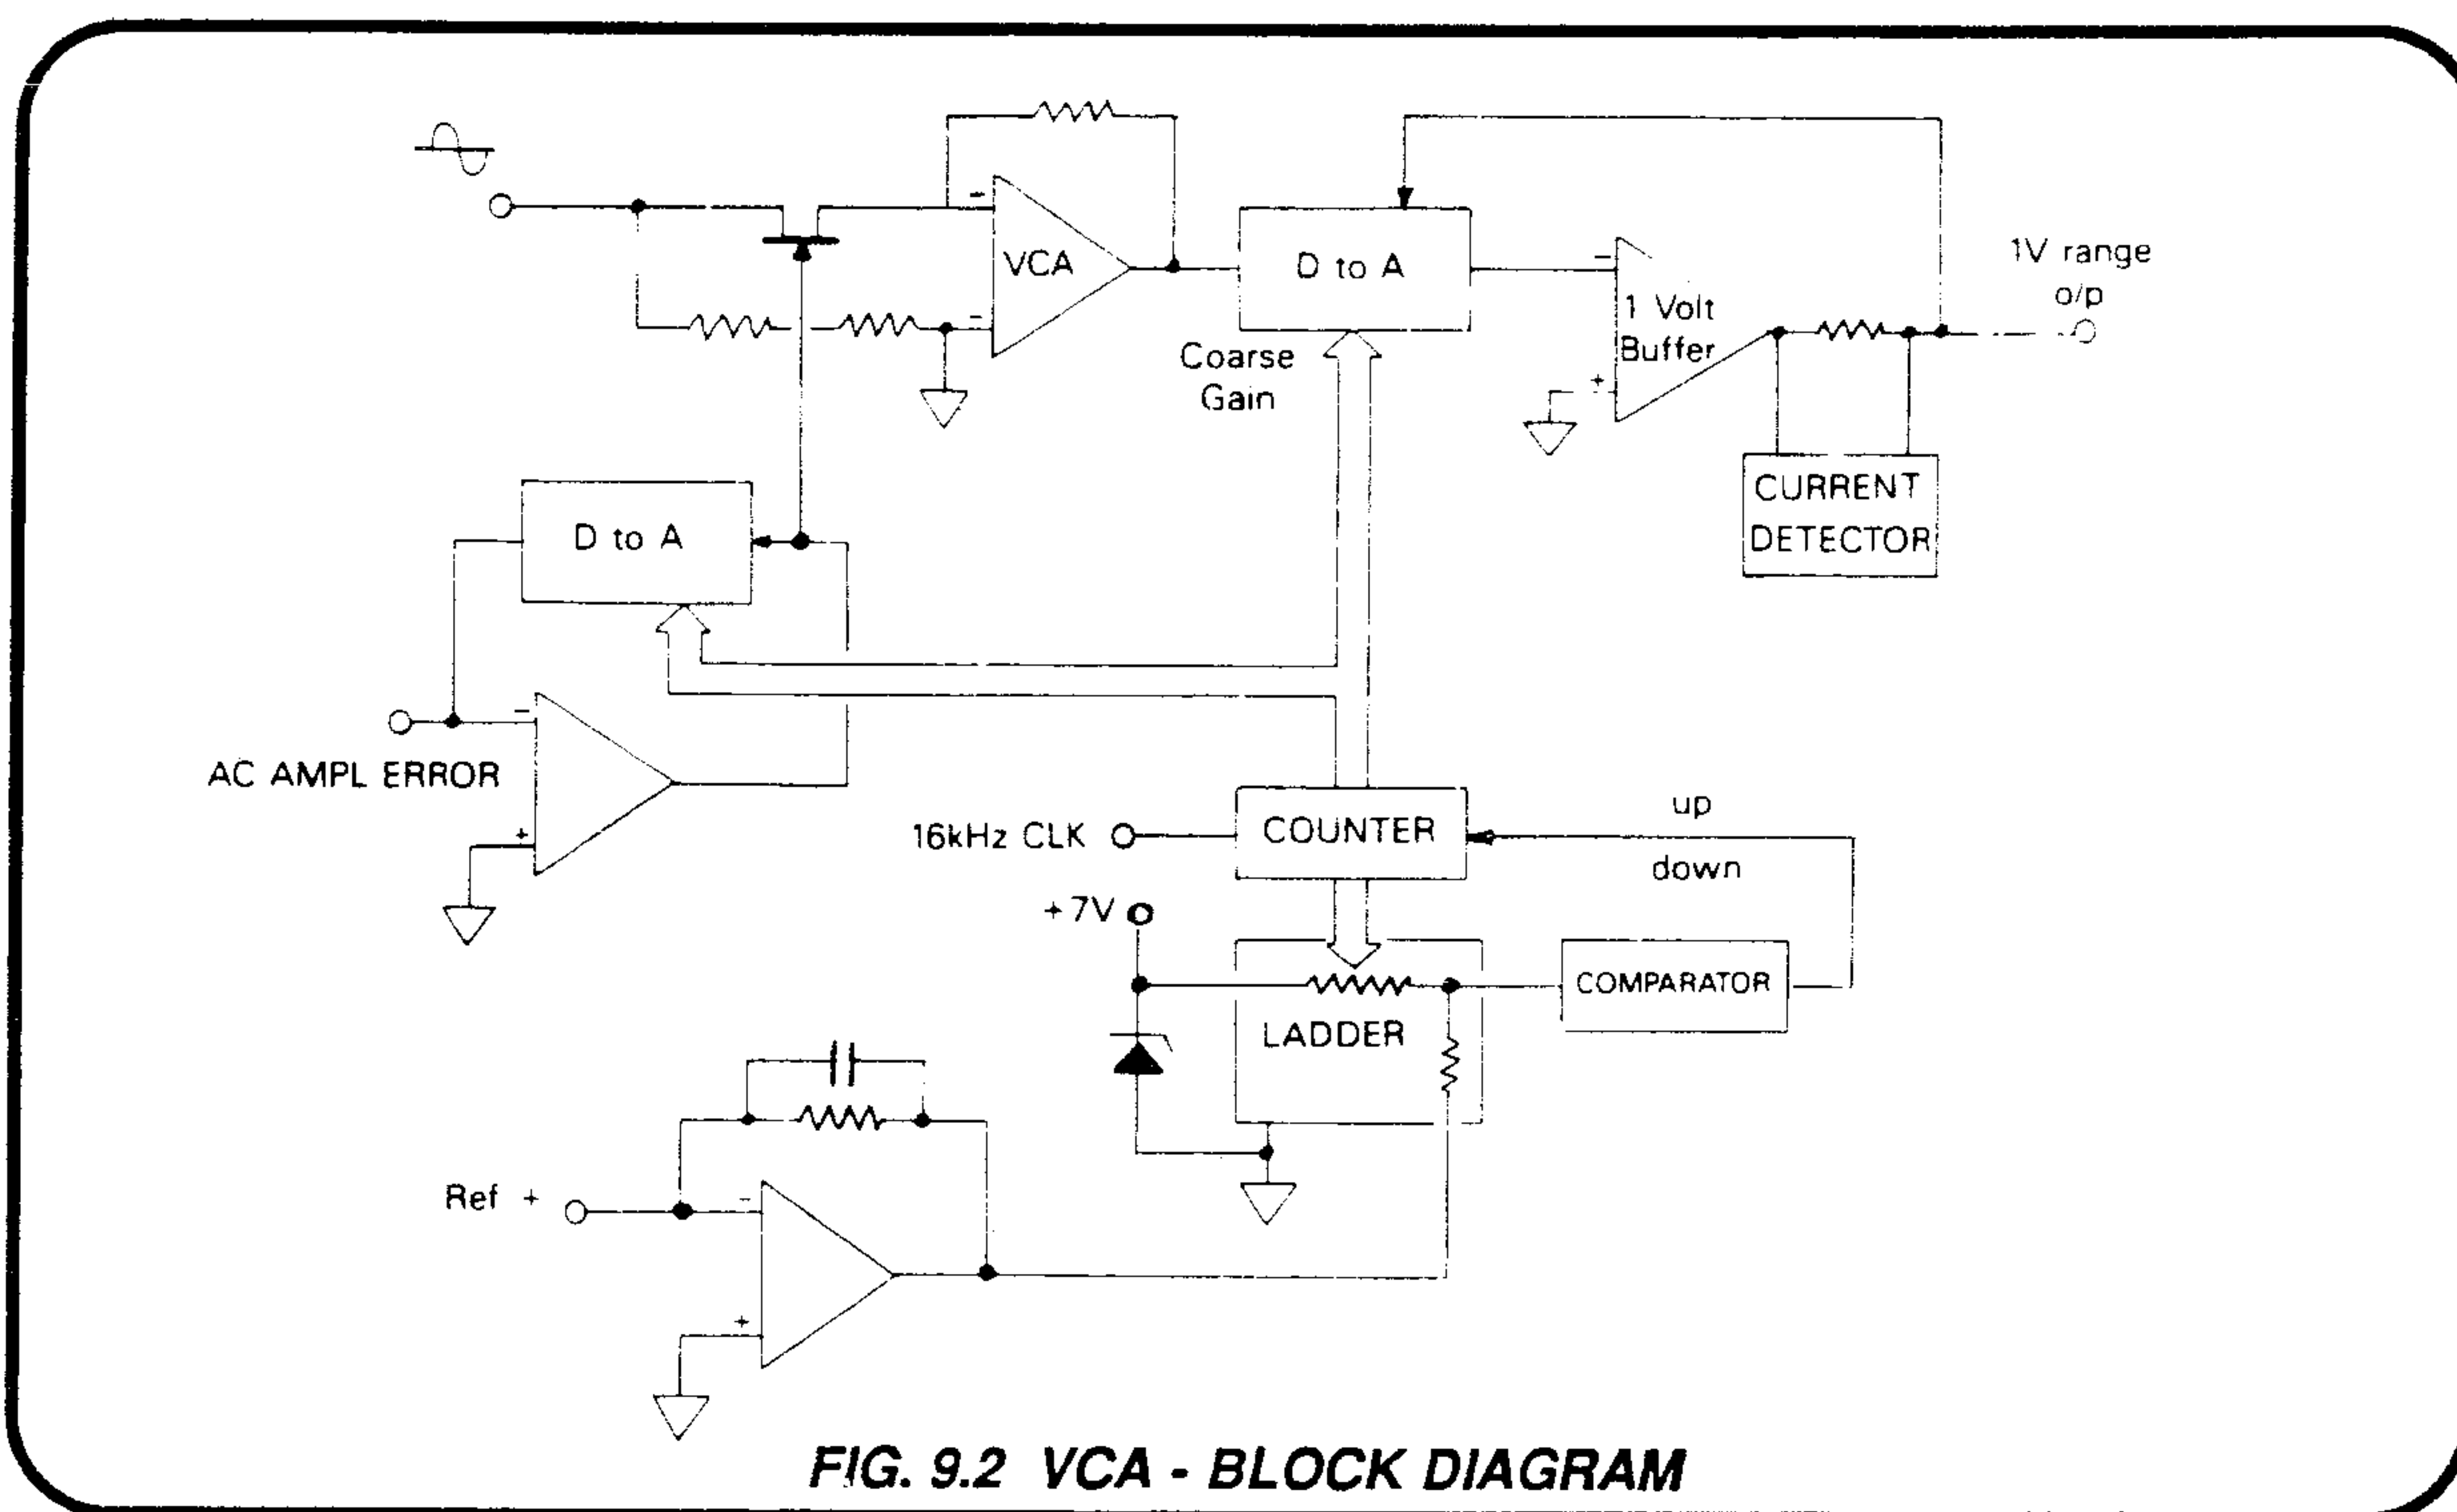 VCA
D to A
1V range
o/p
1 Volt
Buffer
Coarse
Gain
CURRENT
DETECTOR
D to A
AC AMPL ERROR
up
16kHz CLK
COUNTER
down
+7V
COMPARATOR
LADDER
Ref +
FIG. 9.2 VCA - BLOCK DIAGRAM